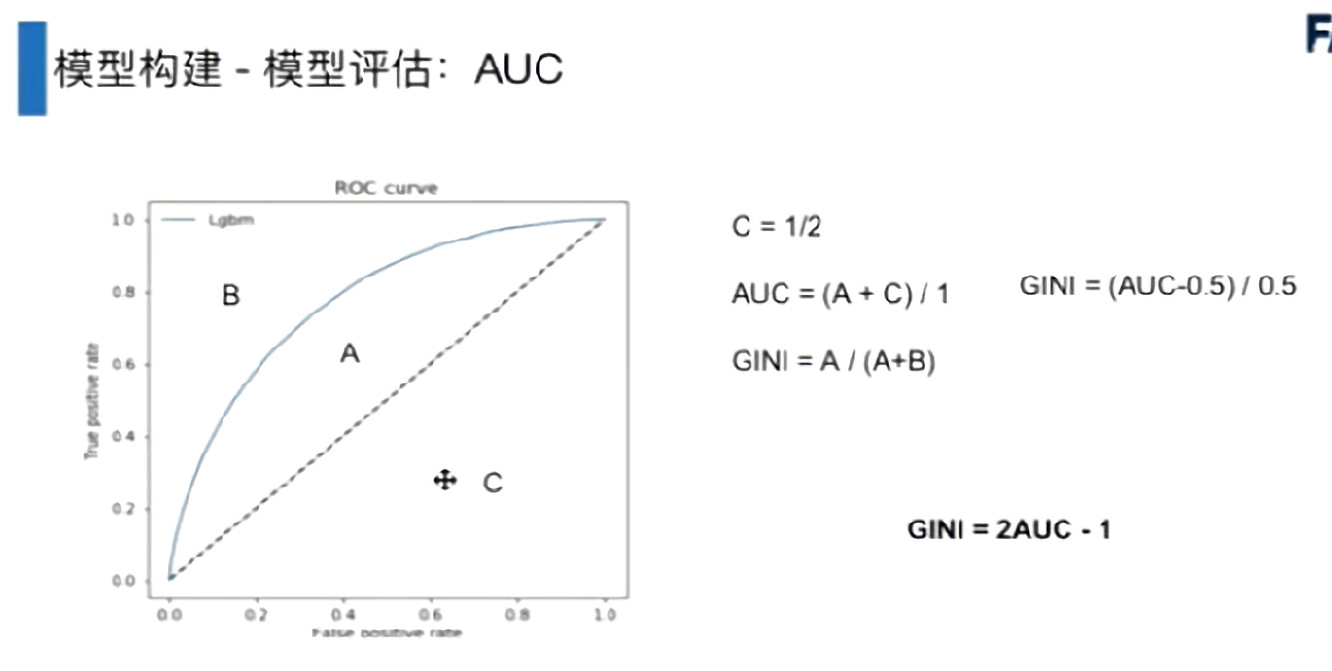 模型构建 - 模型评估：AUC
ROC curve
Lgbm
1.0
0.8
0.6
0.4
0.2
0.0
0.0 0.2 0.4 0.6 0.8 1.0
True positive rate
False positive rate
B
A
C
C = 1/2
AUC = (A + C) / 1
GINI = (AUC-0.5) / 0.5
GINI = A / (A+B)
GINI = 2AUC - 1